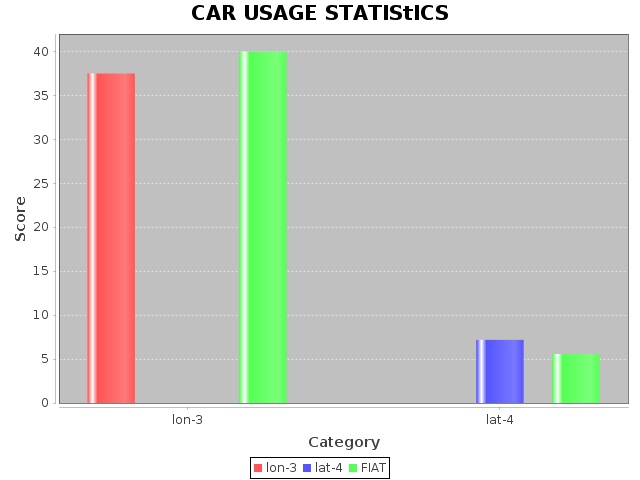 CAR USAGE STATIStICS
40
35
30
25
20
15
10
5
0
Score
lon-3 lat-4
Category
lon-3 lat-4 FIAT